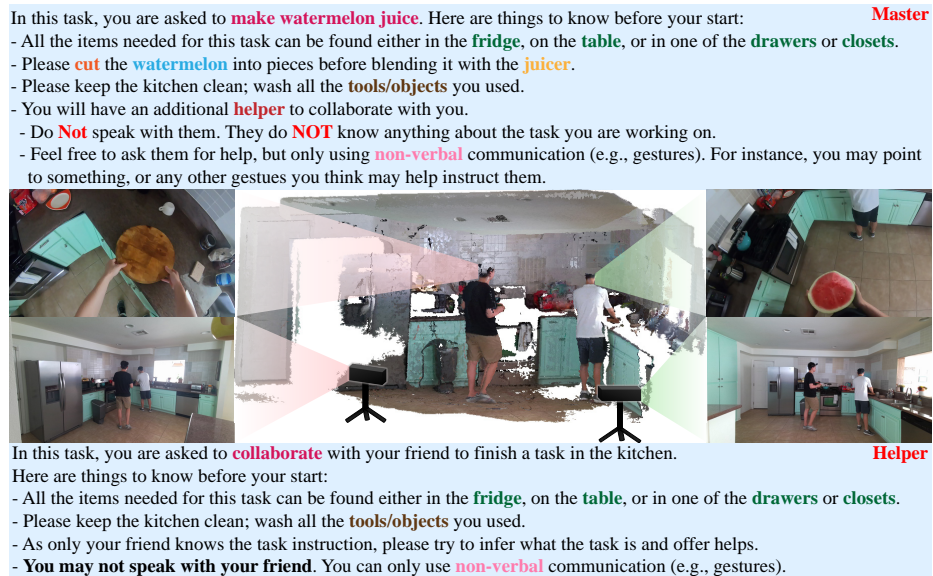 In this task, you are asked to make watermelon juice. Here are things to know before your start:
Master
- All the items needed for this task can be found either in the fridge, on the table, or in one of the drawers or closets.
- Please cut the watermelon into pieces before blending it with the juicer.
- Please keep the kitchen clean; wash all the tools/objects you used.
- You will have an additional helper to collaborate with you.
- Do Not speak with them. They do NOT know anything about the task you are working on.
- Feel free to ask them for help, but only using non-verbal communication (e.g., gestures). For instance, you may point
to something, or any other gestues you think may help instruct them.
In this task, you are asked to collaborate with your friend to finish a task in the kitchen.
Helper
Here are things to know before your start:
- All the items needed for this task can be found either in the fridge, on the table, or in one of the drawers or closets.
- Please keep the kitchen clean; wash all the tools/objects you used.
- As only your friend knows the task instruction, please try to infer what the task is and offer helps.
- You may not speak with your friend. You can only use non-verbal communication (e.g., gestures).